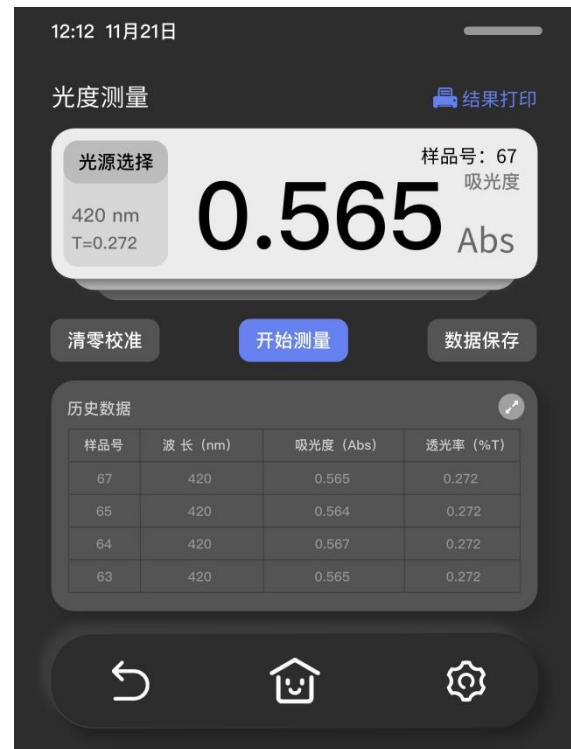 12:12 11月21日
光度测量
结果打印
光源选择
420 nm
T=0.272
0.565
样品号：67
吸光度
Abs
清零校准
开始测量
数据保存
历史数据
样品号 波 长（nm） 吸光度（Abs） 透光率（%T）
67 420 0.565 0.272
65 420 0.564 0.272
64 420 0.567 0.272
63 420 0.565 0.272